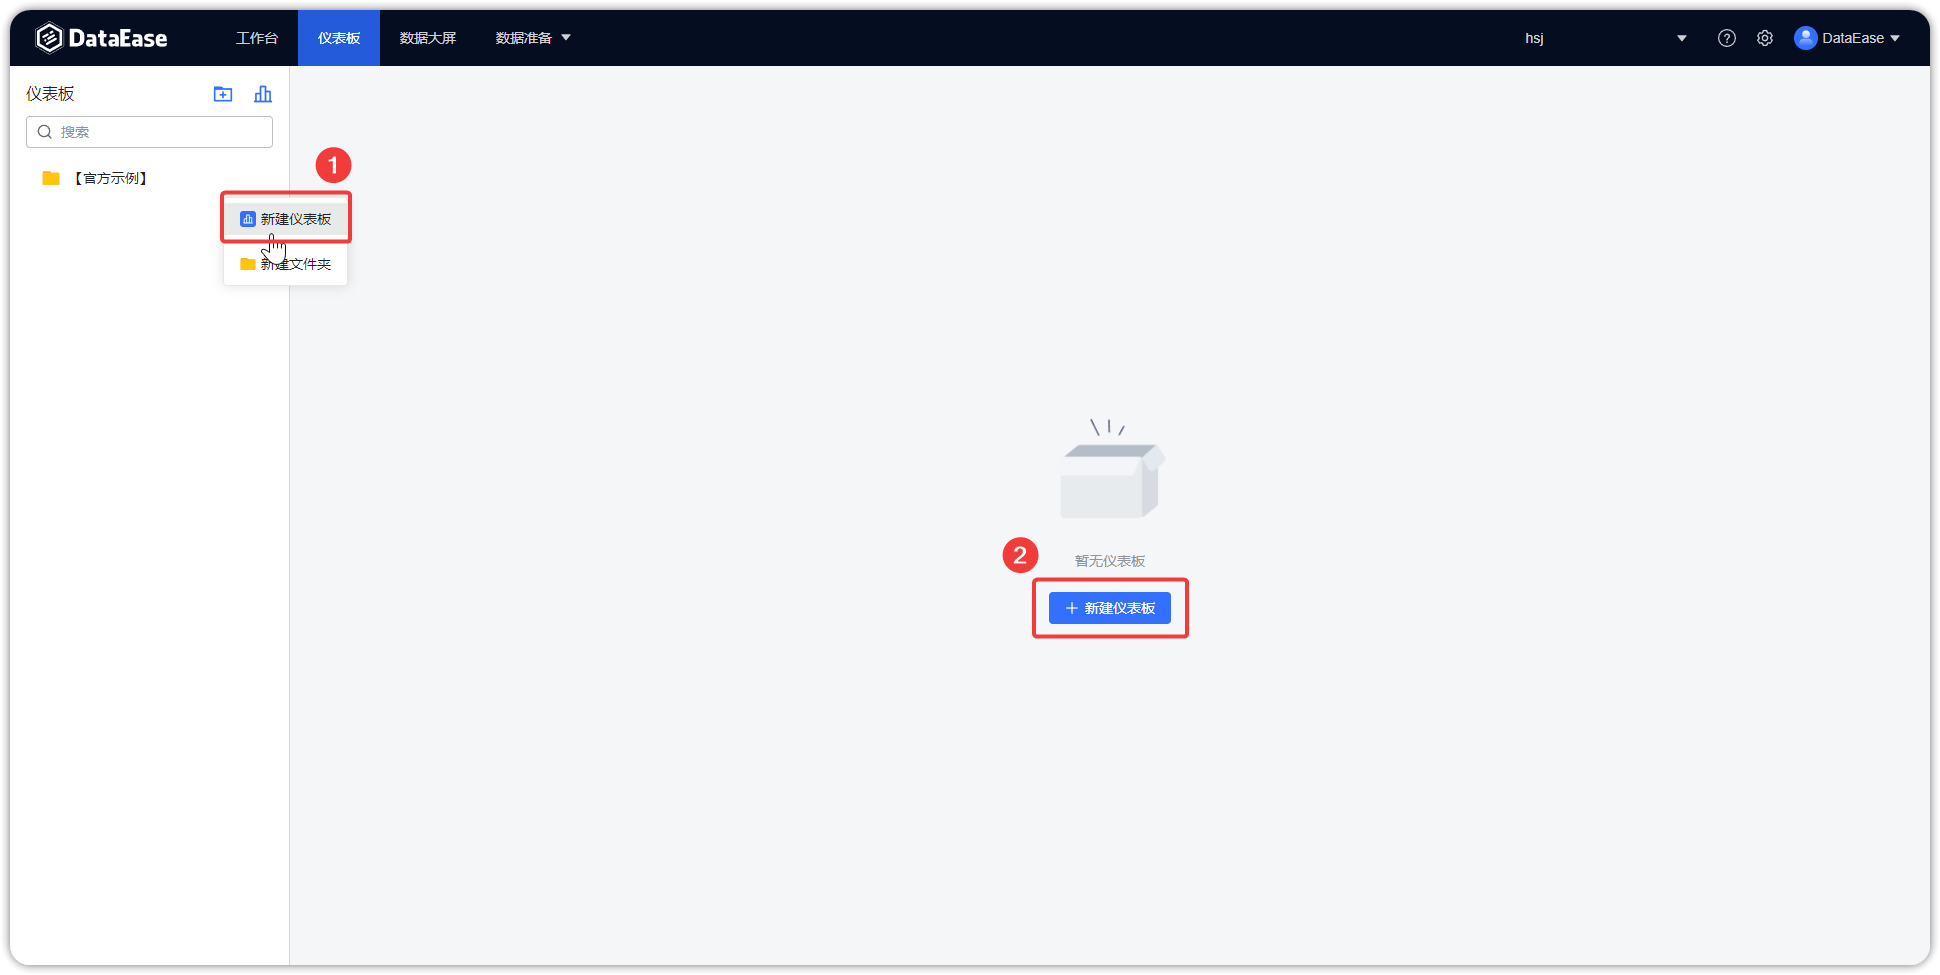 DataEase 工作台 仪表板 数据大屏 数据准备 hsj DataEase
仪表板
搜索
【官方示例】
1
新建仪表板
新建文件夹
2
暂无仪表板
+ 新建仪表板